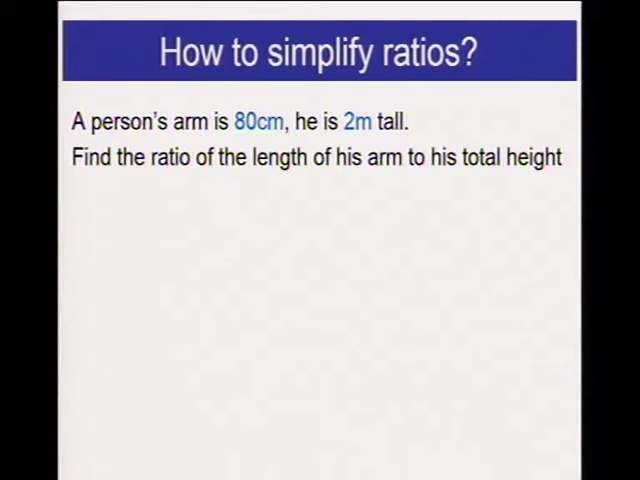 How to simplify ratios?
A person's arm is 80cm, he is 2m tall.
Find the ratio of the length of his arm to his total height